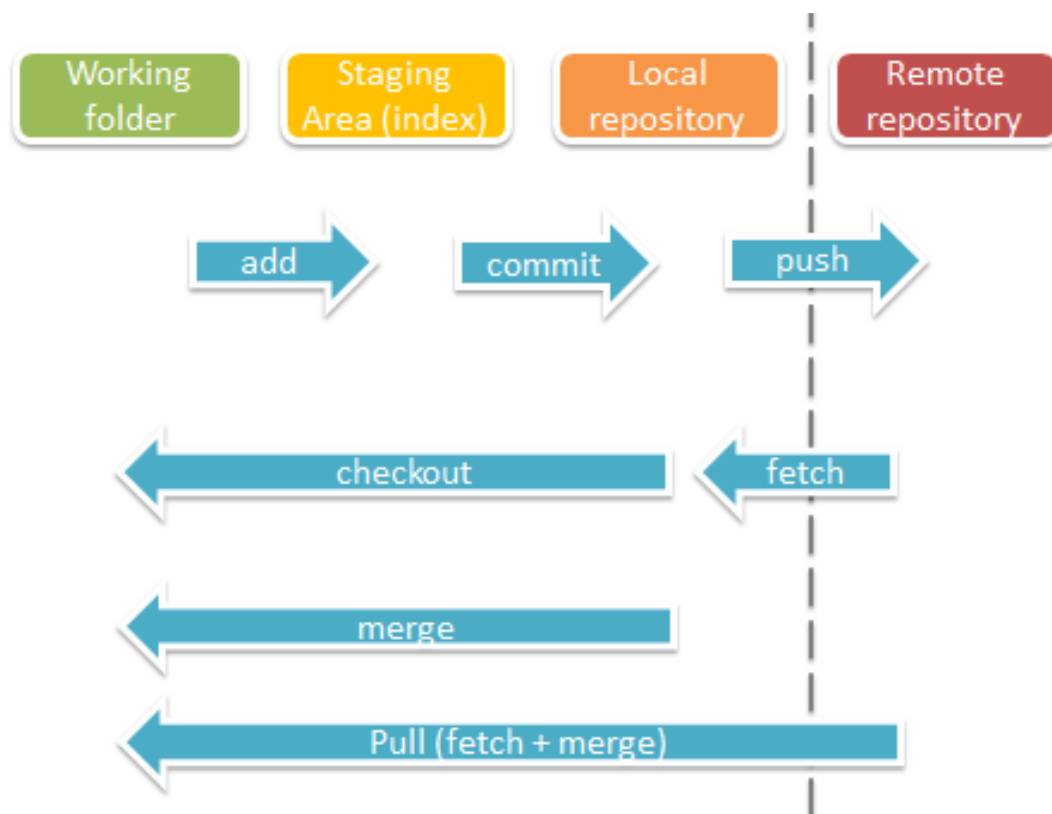 Working
folder
Staging
Area (index)
Local
repository
Remote
repository
add
commit
push
checkout
fetch
merge
Pull (fetch + merge)